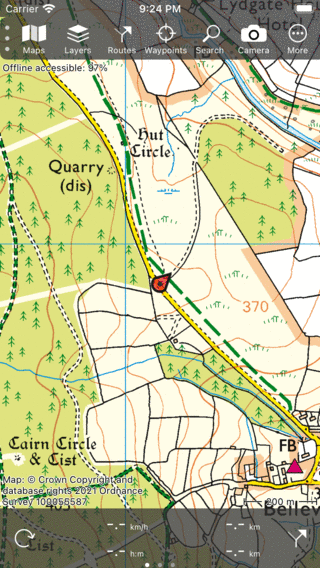 Carrier
9:24 PM
Lydgate
Hot
Maps
Layers
Routes
Waypoints
Search
Camera
More
Offline accessible: 97%
Hut
Circle
Quarry
(dis)
370
Cairn Circle
& Cist
FB
Map: © Crown Copyright and
database rights 2021 Ordnance
Survey 100055587
200 m
Bellev
Cist
--.-- km/h
--.-- km
--:-- h:m
--.-- km